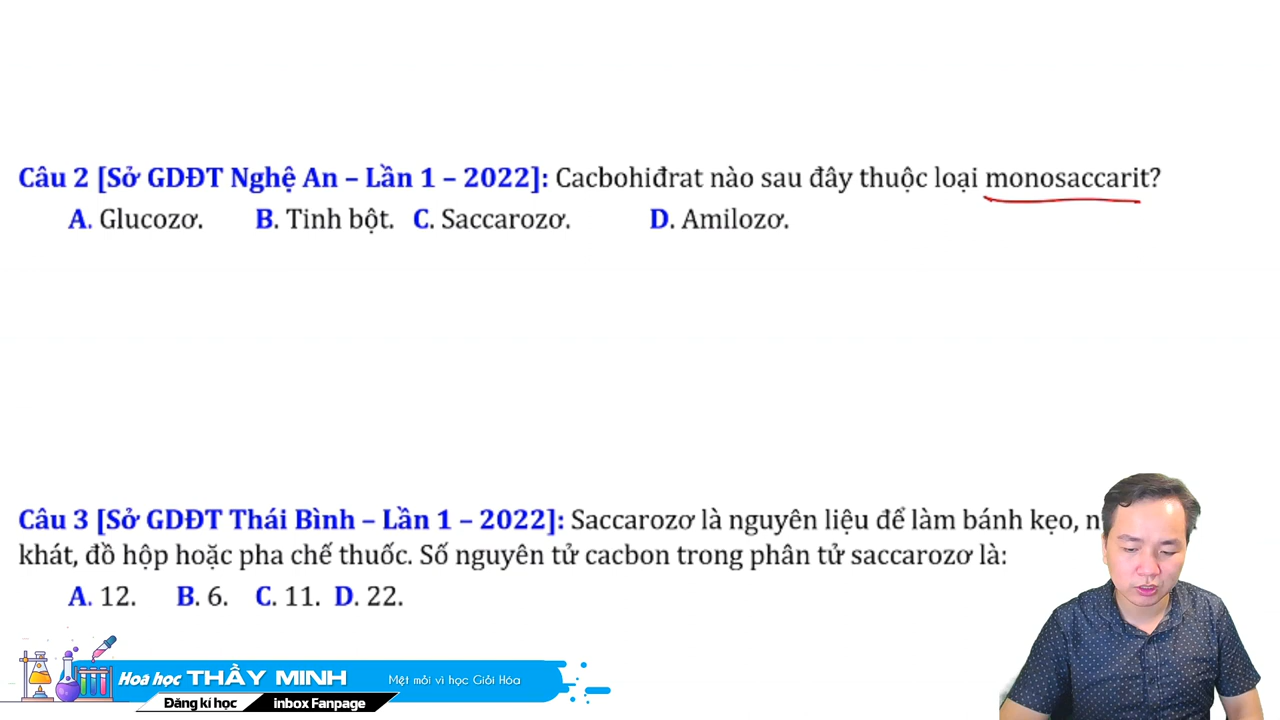 Câu 2 [Sở GDĐT Nghệ An – Lần 1 – 2022]: Cacbohiđrat nào sau đây thuộc loại monosaccarit?
A. Glucozơ. B. Tinh bột. C. Saccarozơ. D. Amilozơ.
Câu 3 [Sở GDĐT Thái Bình – Lần 1 – 2022]: Saccarozơ là nguyên liệu để làm bánh kẹo,
khát, đồ hộp hoặc pha chế thuốc. Số nguyên tử cacbon trong phân tử saccarozơ là:
A. 12. B. 6. C. 11. D. 22.
Hoá học THẦY MINH Mệt mỏi vì học Giỏi Hóa
Đăng kí học inbox Fanpage